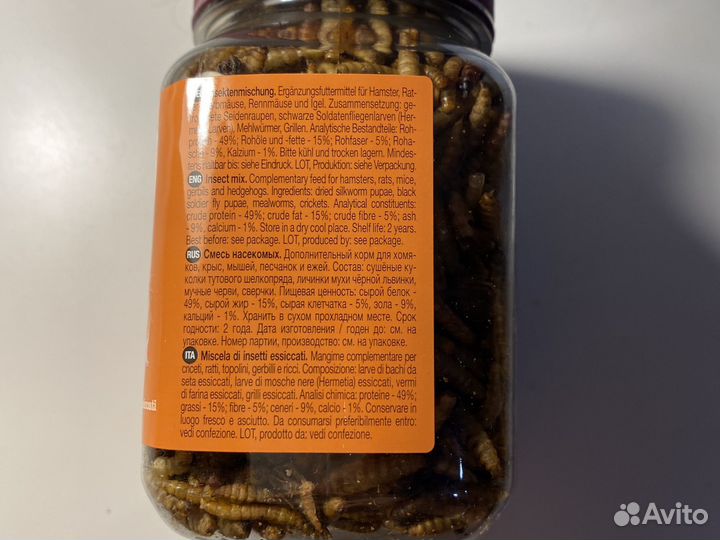 Insektenmischung. Ergänzungsfuttermittel für Hamster, Rat-
mäuse, Rennmäuse und Igel. Zusammensetzung: ge-
Seidenraupen, schwarze Soldatenfliegenlarven (Her-
Mehlwürmer, Grillen. Analytische Bestandteile: Roh-
- 49%; Rohöle und -fette - 15%; Rohfaser - 5%; Roha-
- 9%, Kalzium - 1%. Bitte kühl und trocken lagern. Mindes-
haltbar bis: siehe Eindruck. LOT, Produktion: siehe Verpackung.
ENG Insect mix. Complementary feed for hamsters, rats, mice,
gerbils and hedgehogs. Ingredients: dried silkworm pupae, black
soldier fly pupae, mealworms, crickets. Analytical constituents:
crude protein - 49%; crude fat - 15%; crude fibre - 5%; ash
- 9%, calcium - 1%. Store in a dry cool place. Shelf life: 2 years.
Best before: see package. LOT, produced by: see package.
RUS Смесь насекомых. Дополнительный корм для хомя-
ков, крыс, мышей, песчанок и ежей. Состав: сушёные ку-
колки тутового шелкопряда, личинки мухи чёрной львинки,
мучные черви, сверчки. Пищевая ценность: сырой белок -
49%, сырой жир - 15%, сырая клетчатка - 5%, зола - 9%,
кальций - 1%. Хранить в сухом прохладном месте. Срок
годности: 2 года. Дата изготовления / годен до: см. на
упаковке. Номер партии, производство: см. на упаковке.
ITA Miscela di insetti essiccati. Mangime complementare per
criceti, ratti, topolini, gerbilli e ricci. Composizione: larve di bachi da
seta essiccati, larve di mosche nere (Hermetia) essiccati, vermi
di farina essiccati, grilli essiccati. Analisi chimica: proteine - 49%;
grassi - 15%; fibre - 5%; ceneri - 9%, calcio - 1%. Conservare in
luogo fresco e asciutto. Da consumarsi preferibilmente entro:
vedi confezione. LOT, prodotto da: vedi confezione.
Avito